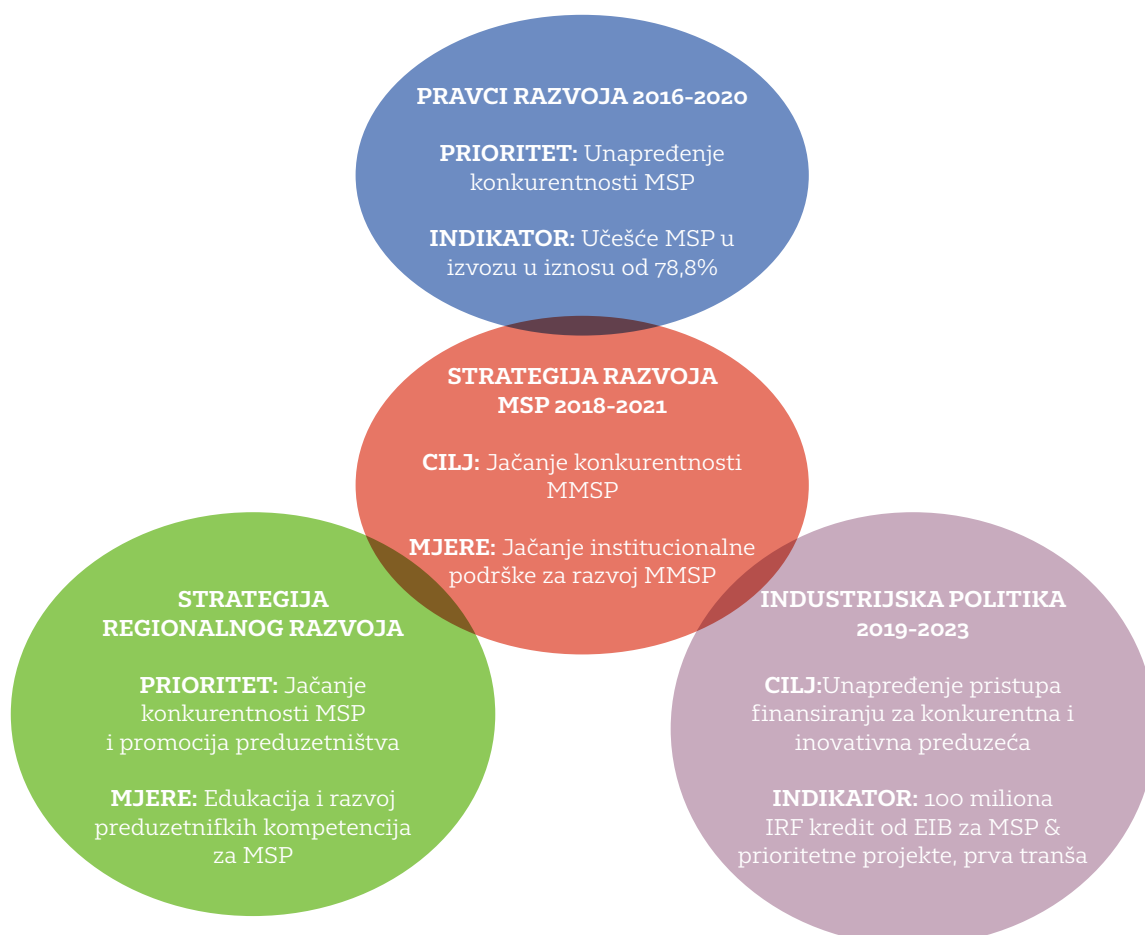 PRAVCI RAZVOJA 2016-2020
PRIORITET: Unapređenje
konkurentnosti MSP
INDIKATOR: Učešće MSP u
izvozu u iznosu od 78,8%
STRATEGIJA RAZVOJA
MSP 2018-2021
CILJ: Jačanje konkurentnosti
MMSP
MJERE: Jačanje institucionalne
podrške za razvoj MMSP
STRATEGIJA
REGIONALNOG RAZVOJA
PRIORITET: Jačanje
konkurentnosti MSP
i promocija preduzetništva
MJERE: Edukacija i razvoj
preduzetnifkih kompetencija
za MSP
INDUSTRIJSKA POLITIKA
2019-2023
CILJ:Unapređenje pristupa
finansiranju za konkurentna i
inovativna preduzeća
INDIKATOR: 100 miliona
IRF kredit od EIB za MSP &
prioritetne projekte, prva tranša